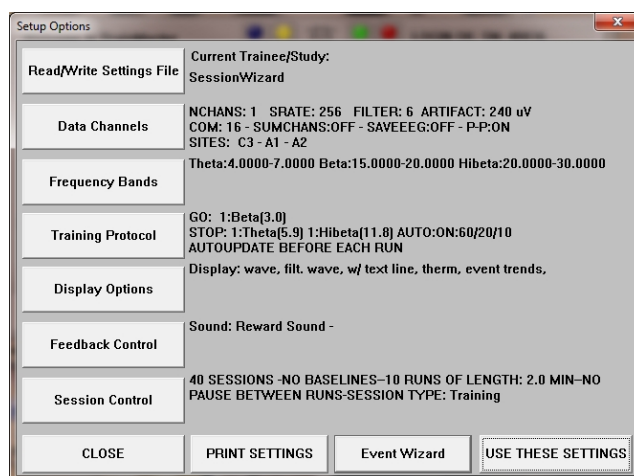 Setup Options
Read/Write Settings File
Current Trainee/Study:
SessionWizard
Data Channels
NCHANS: 1 SRATE: 256 FILTER: 6 ARTIFACT: 240 uV
COM: 16 - SUMCHANS:OFF - SAVEEEG:OFF - P-P:ON
SITES: C3 - A1 - A2
Frequency Bands
Theta:4.0000-7.0000 Beta:15.0000-20.0000 Hibeta:20.0000-30.0000
Training Protocol
GO: 1:Beta(3.0)
STOP: 1:Theta(5.9) 1:Hibeta(11.8) AUTO:ON:60/20/10
AUTOUPDATE BEFORE EACH RUN
Display Options
Display: wave, filt. wave, w/ text line, therm, event trends,
Feedback Control
Sound: Reward Sound -
Session Control
40 SESSIONS -NO BASELINES--10 RUNS OF LENGTH: 2.0 MIN--NO
PAUSE BETWEEN RUNS-SESSION TYPE: Training
CLOSE
PRINT SETTINGS
Event Wizard
USE THESE SETTINGS